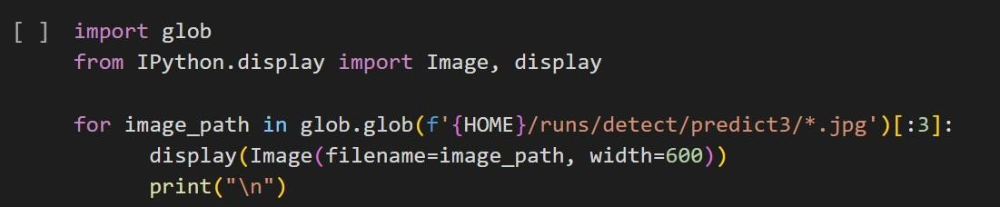 [ ] import glob
from IPython.display import Image, display
for image_path in glob.glob(f'{HOME}/runs/detect/predict3/*.jpg')[:3]:
display(Image(filename=image_path, width=600))
print("\n")